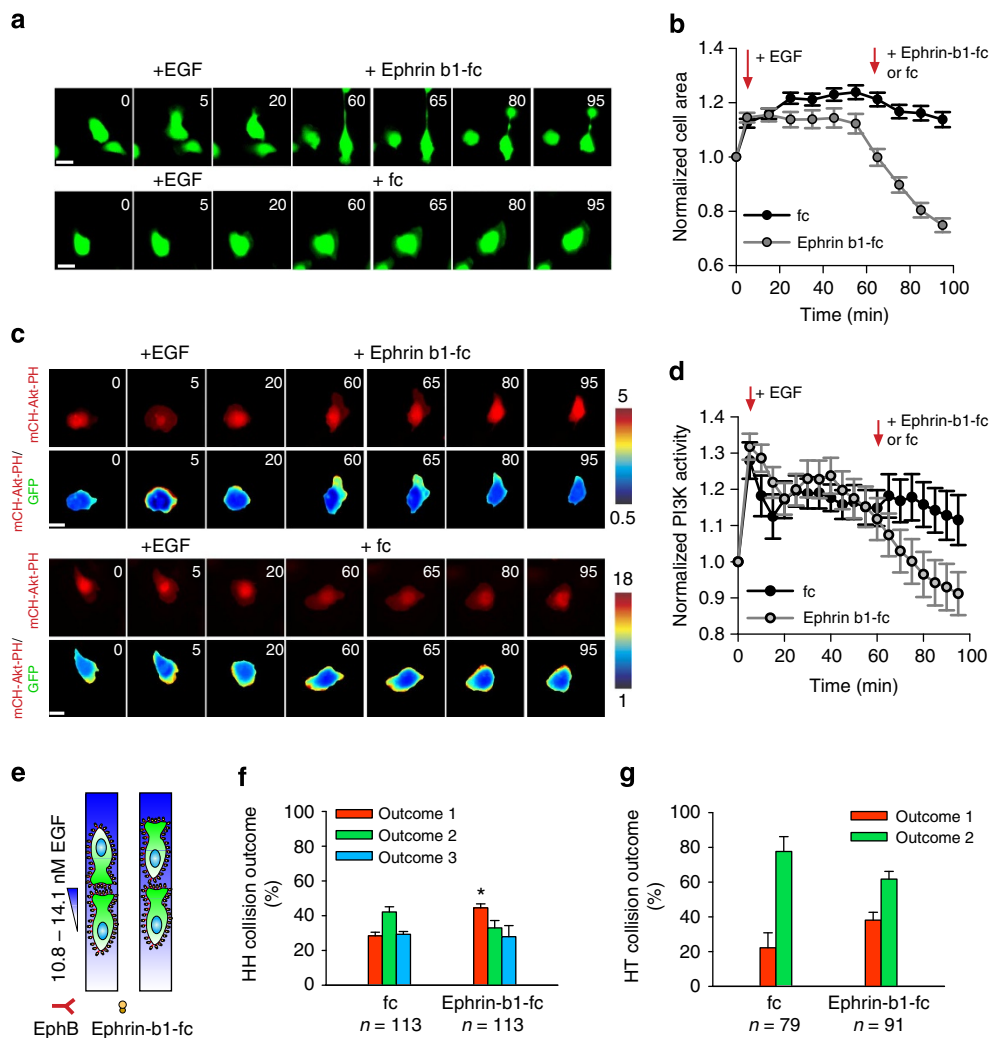 a
+EGF
+ Ephrin b1-fc
0 5 20 60 65 80 95
+EGF
+ fc
0 5 20 60 65 80 95
b
1.4
1.2
1.0
0.8
0.6
Normalized cell area
+ EGF
+ Ephrin-b1-fc
or fc
fc
Ephrin b1-fc
0 20 40 60 80 100
Time (min)
c
+EGF
+ Ephrin b1-fc
mCH-Akt-PH
0 5 20 60 65 80 95
mCH-Akt-PH/
GFP
0 5 20 60 65 80 95
5
0.5
+EGF
+ fc
mCH-Akt-PH
0 5 20 60 65 80 95
mCH-Akt-PH/
GFP
0 5 20 60 65 80 95
18
1
d
1.4
1.3
1.2
1.1
1.0
0.9
0.8
Normalized PI3K activity
+ EGF
+ Ephrin-b1-fc
or fc
fc
Ephrin b1-fc
0 20 40 60 80 100
Time (min)
e
10.8 – 14.1 nM EGF
EphB Ephrin-b1-fc
f
100
80
60
40
20
0
HH collision outcome
(%)
Outcome 1
Outcome 2
Outcome 3
*
fc Ephrin-b1-fc
n = 113 n = 113
g
100
80
60
40
20
0
HT collision outcome
(%)
Outcome 1
Outcome 2
fc Ephrin-b1-fc
n = 79 n = 91